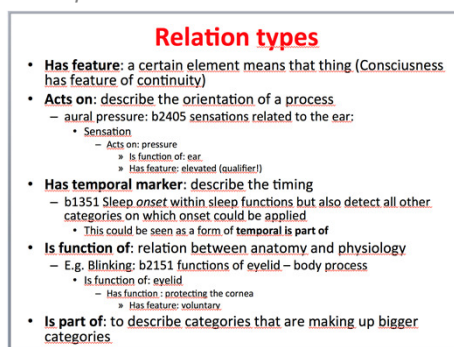 Relation types
• Has feature: a certain element means that thing (Consciusness
has feature of continuity)
• Acts on: describe the orientation of a process
– aural pressure: b2405 sensations related to the ear:
• Sensation
– Acts on: pressure
» Is function of: ear
» Has feature: elevated (qualifier!)
• Has temporal marker: describe the timing
– b1351 Sleep onset within sleep functions but also detect all other
categories on which onset could be applied
• This could be seen as a form of temporal is part of
• Is function of: relation between anatomy and physiology
– E.g. Blinking: b2151 functions of eyelid – body process
• Is function of: eyelid
– Has function : protecting the cornea
» Has feature: voluntary
• Is part of: to describe categories that are making up bigger
categories